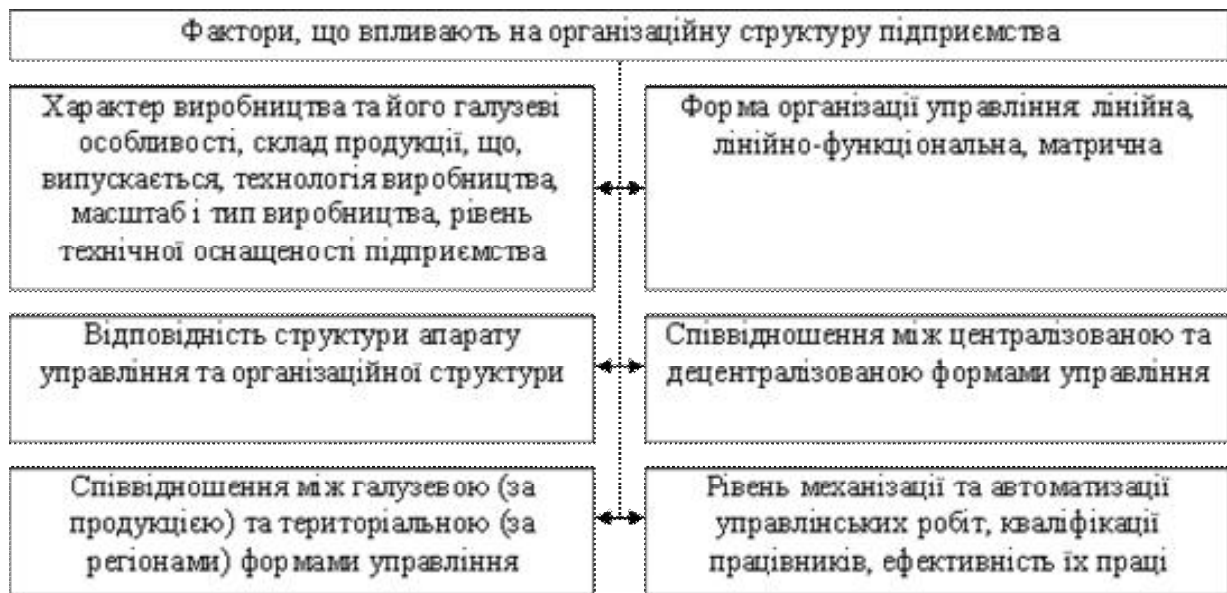 Фактори, що впливають на організаційну структуру підприємства
Характер виробництва та його галузеві
особливості, склад продукції, що,
випускається, технологія виробництва,
масштаб і тип виробництва, рівень
технічної оснащеності підприємства
Форма організації управління: лінійна,
лінійно-функціональна, матрична
Відповідність структури апарату
управління та організаційної структури
Співвідношення між централізованою та
децентралізованою формами управління
Співвідношення між галузевою (за
продукцією) та територіальною (за
регіонами) формами управління
Рівень механізації та автоматизації
управлінських робіт, кваліфікації
працівників, ефективність їх праці